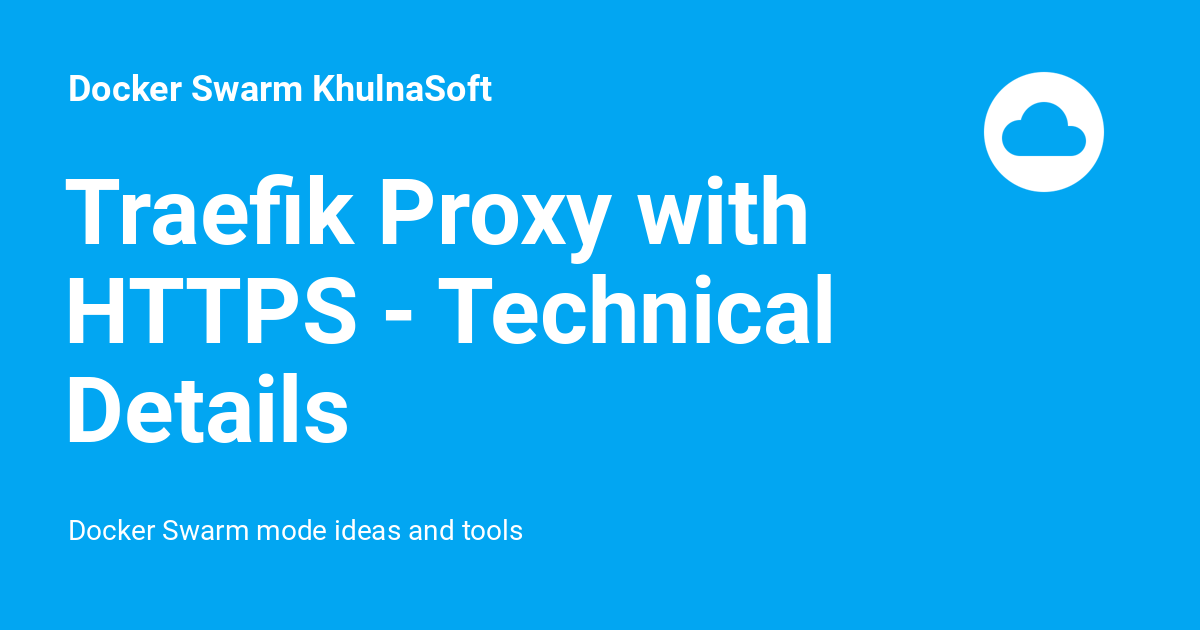 Docker Swarm KhulnaSoft
Traefik Proxy with
HTTPS - Technical
Details
Docker Swarm mode ideas and tools